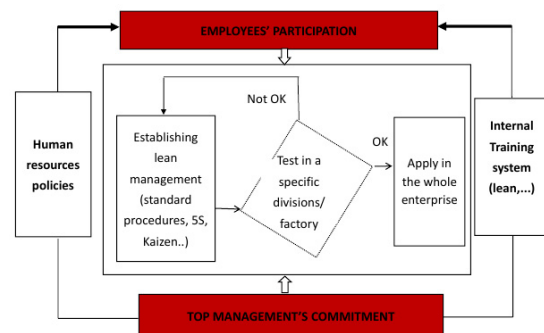 EMPLOYEES' PARTICIPATION
Not OK
Human
resources
policies
Establishing
lean
management
(standard
procedures, 5S,
Kaizen..)
Test in a
specific
divisions/
factory
OK
Apply in
the whole
enterprise
Internal
Training
system
(lean,...)
TOP MANAGEMENT'S COMMITMENT